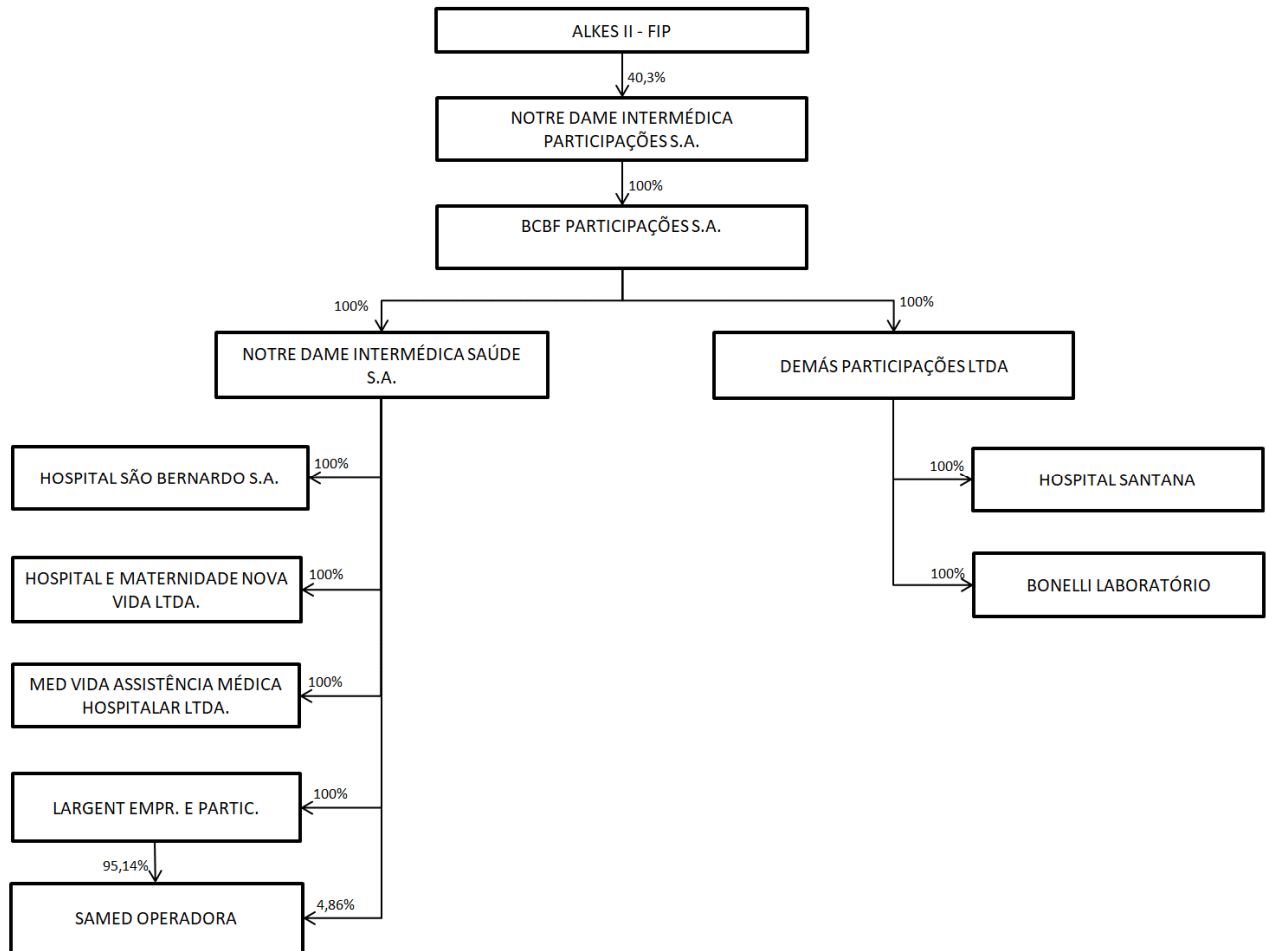 ALKES II - FIP
40,3%
NOTRE DAME INTERMÉDICA
PARTICIPAÇÕES S.A.
100%
BCBF PARTICIPAÇÕES S.A.
100%
100%
NOTRE DAME INTERMÉDICA SAÚDE
S.A.
DEMÁS PARTICIPAÇÕES LTDA
HOSPITAL SÃO BERNARDO S.A.
100%
100%
HOSPITAL SANTANA
HOSPITAL E MATERNIDADE NOVA
VIDA LTDA.
100%
100%
BONELLI LABORATÓRIO
MED VIDA ASSISTÊNCIA MÉDICA
HOSPITALAR LTDA.
100%
LARGENT EMPR. E PARTIC.
100%
95,14%
SAMED OPERADORA
4,86%